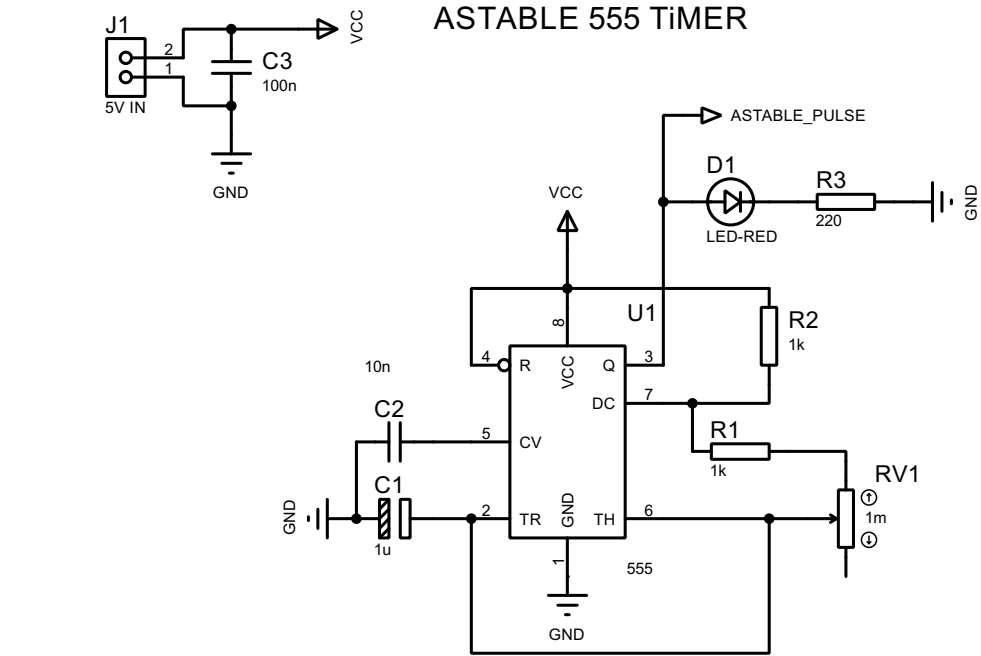 ASTABLE 555 TiMER
J1
2
1
5V IN
C3
100n
VCC
GND
ASTABLE_PULSE
D1
LED-RED
R3
220
GND
VCC
U1
8
R2
1k
4
R
VCC
Q
3
10n
DC
7
C2
5
CV
R1
1k
C1
1u
GND
2
TR
GND
TH
6
RV1
1m
1
555
GND